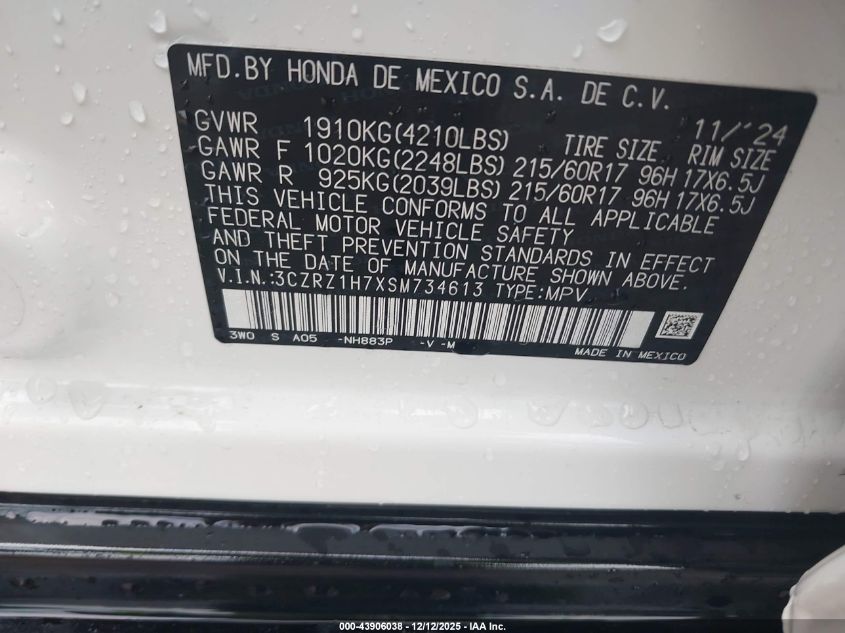 MFD.BY HONDA DE MEXICO S.A. DE C.V.
11/'24
GVWR 1910KG(4210LBS) TIRE SIZE RIM SIZE
GAWR F 1020KG(2248LBS) 215/60R17 96H 17X6.5J
GAWR R 925KG(2039LBS) 215/60R17 96H 17X6.5J
THIS VEHICLE CONFORMS TO ALL APPLICABLE
FEDERAL MOTOR VEHICLE SAFETY
AND THEFT PREVENTION STANDARDS IN EFFECT
ON THE DATE OF MANUFACTURE SHOWN ABOVE.
V.I.N.:3CZRZ1H7XSM734613 TYPE:MPV
3W0 S A05 -NH883P -V -M
MADE IN MEXICO
000-43906038 - 12/12/2025 - IAA Inc.